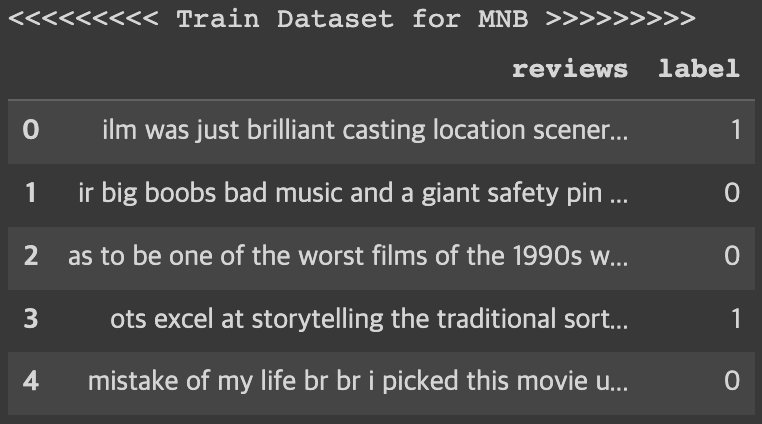 <<<<<<<<< Train Dataset for MNB >>>>>>>>>
reviews label
0 ilm was just brilliant casting location scener... 1
1 ir big boobs bad music and a giant safety pin ... 0
2 as to be one of the worst films of the 1990s w... 0
3 ots excel at storytelling the traditional sort... 1
4 mistake of my life br br i picked this movie u... 0